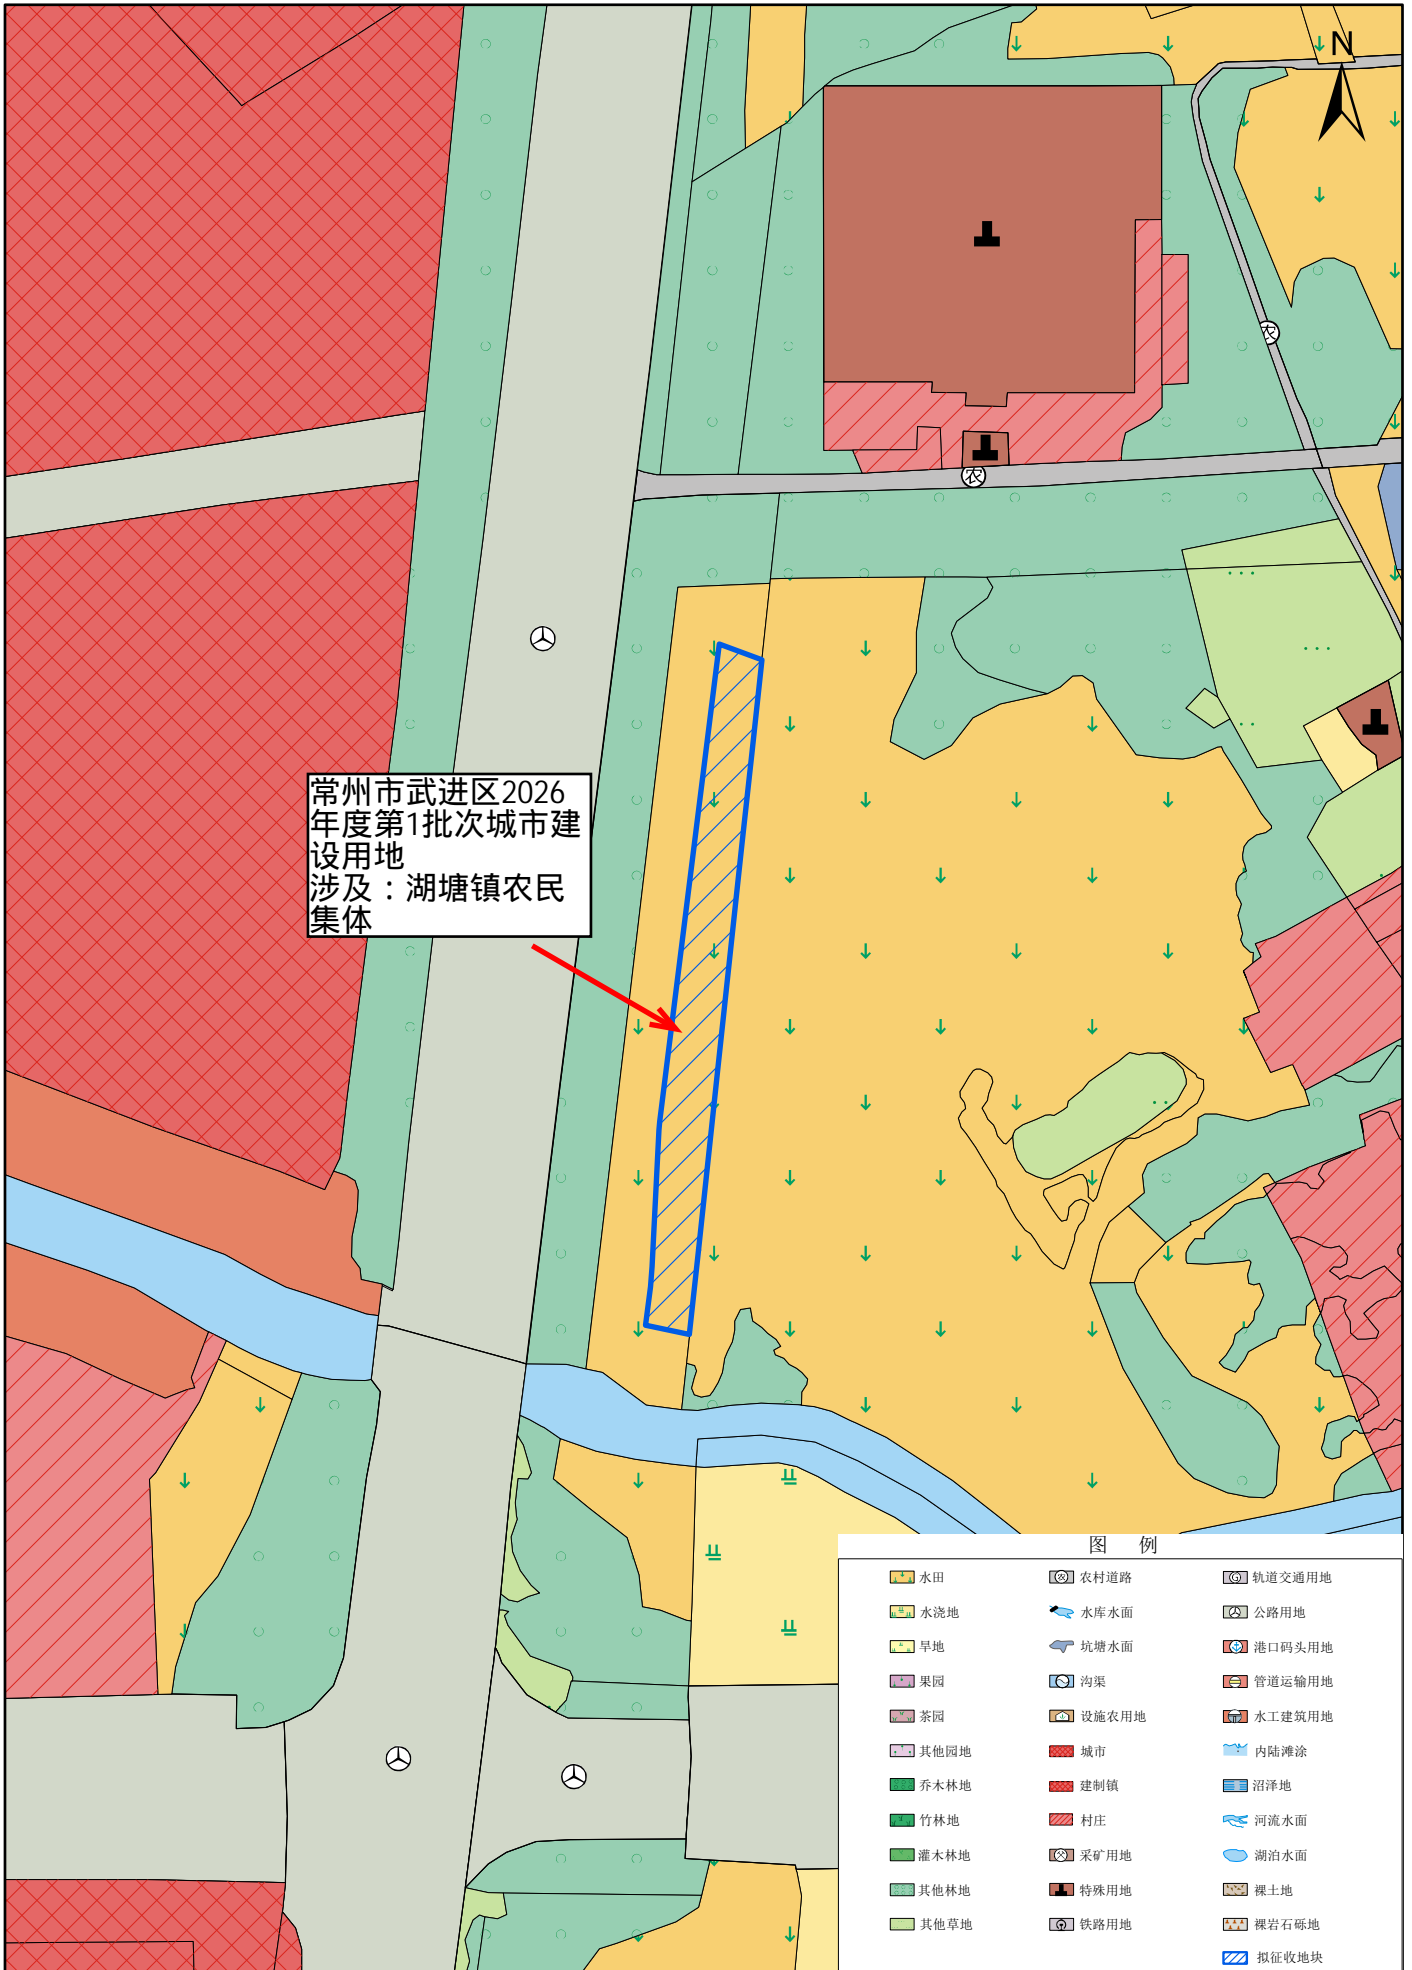 N
农
农
常州市武进区2026
年度第1批次城市建
设用地
涉及：湖塘镇农民
集体
图 例
水田
农村道路
轨道交通用地
水浇地
水库水面
公路用地
旱地
坑塘水面
港口码头用地
果园
沟渠
管道运输用地
茶园
设施农用地
水工建筑用地
其他园地
城市
内陆滩涂
乔木林地
建制镇
沼泽地
竹林地
村庄
河流水面
灌木林地
采矿用地
湖泊水面
其他林地
特殊用地
裸土地
其他草地
铁路用地
裸岩石砾地
拟征收地块